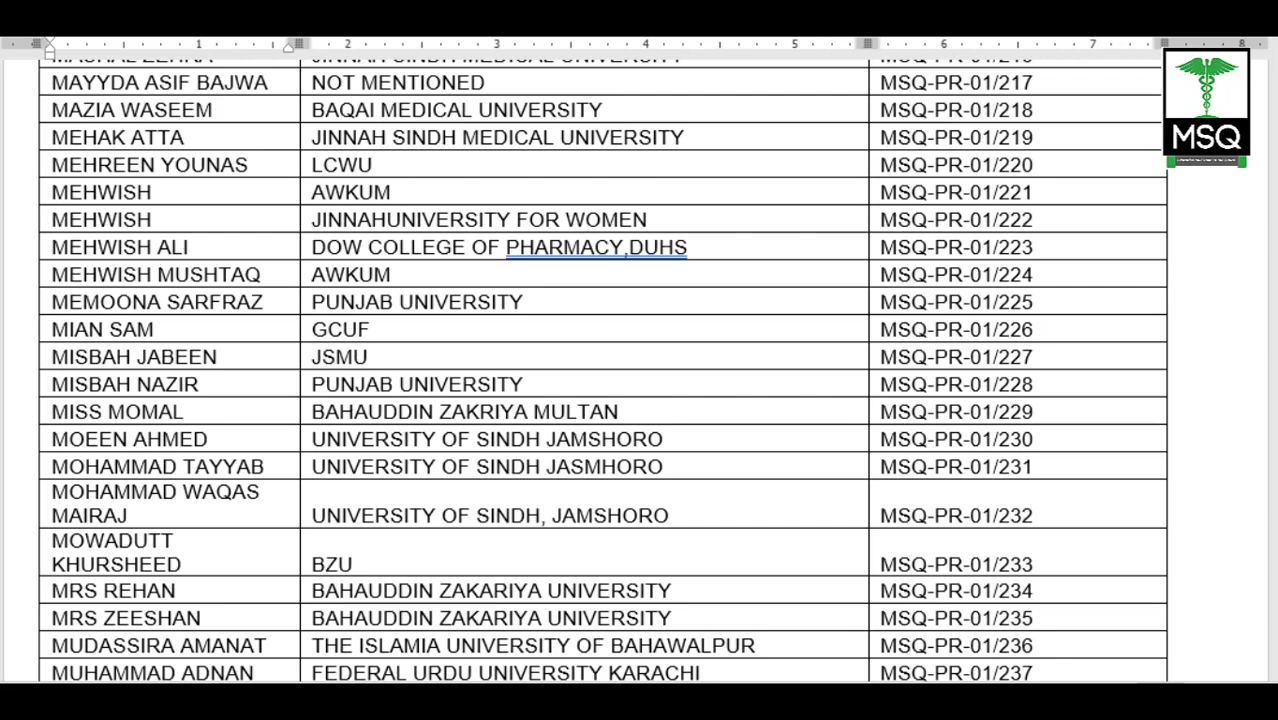 1 2 3 4 5 6 7 8
MAYYDA ASIF BAJWA NOT MENTIONED MSQ-PR-01/217
MAZIA WASEEM BAQAI MEDICAL UNIVERSITY MSQ-PR-01/218
MEHAK ATTA JINNAH SINDH MEDICAL UNIVERSITY MSQ-PR-01/219
MEHREEN YOUNAS LCWU MSQ-PR-01/220
MEHWISH AWKUM MSQ-PR-01/221
MEHWISH JINNAHUNIVERSITY FOR WOMEN MSQ-PR-01/222
MEHWISH ALI DOW COLLEGE OF PHARMACY,DUHS MSQ-PR-01/223
MEHWISH MUSHTAQ AWKUM MSQ-PR-01/224
MEMOONA SARFRAZ PUNJAB UNIVERSITY MSQ-PR-01/225
MIAN SAM GCUF MSQ-PR-01/226
MISBAH JABEEN JSMU MSQ-PR-01/227
MISBAH NAZIR PUNJAB UNIVERSITY MSQ-PR-01/228
MISS MOMAL BAHAUDDIN ZAKRIYA MULTAN MSQ-PR-01/229
MOEEN AHMED UNIVERSITY OF SINDH JAMSHORO MSQ-PR-01/230
MOHAMMAD TAYYAB UNIVERSITY OF SINDH JASMHORO MSQ-PR-01/231
MOHAMMAD WAQAS
MAIRAJ UNIVERSITY OF SINDH, JAMSHORO MSQ-PR-01/232
MOWADUTT
KHURSHEED BZU MSQ-PR-01/233
MRS REHAN BAHAUDDIN ZAKARIYA UNIVERSITY MSQ-PR-01/234
MRS ZEESHAN BAHAUDDIN ZAKARIYA UNIVERSITY MSQ-PR-01/235
MUDASSIRA AMANAT THE ISLAMIA UNIVERSITY OF BAHAWALPUR MSQ-PR-01/236
MUHAMMAD ADNAN FEDERAL URDU UNIVERSITY KARACHI MSQ-PR-01/237
MSQ